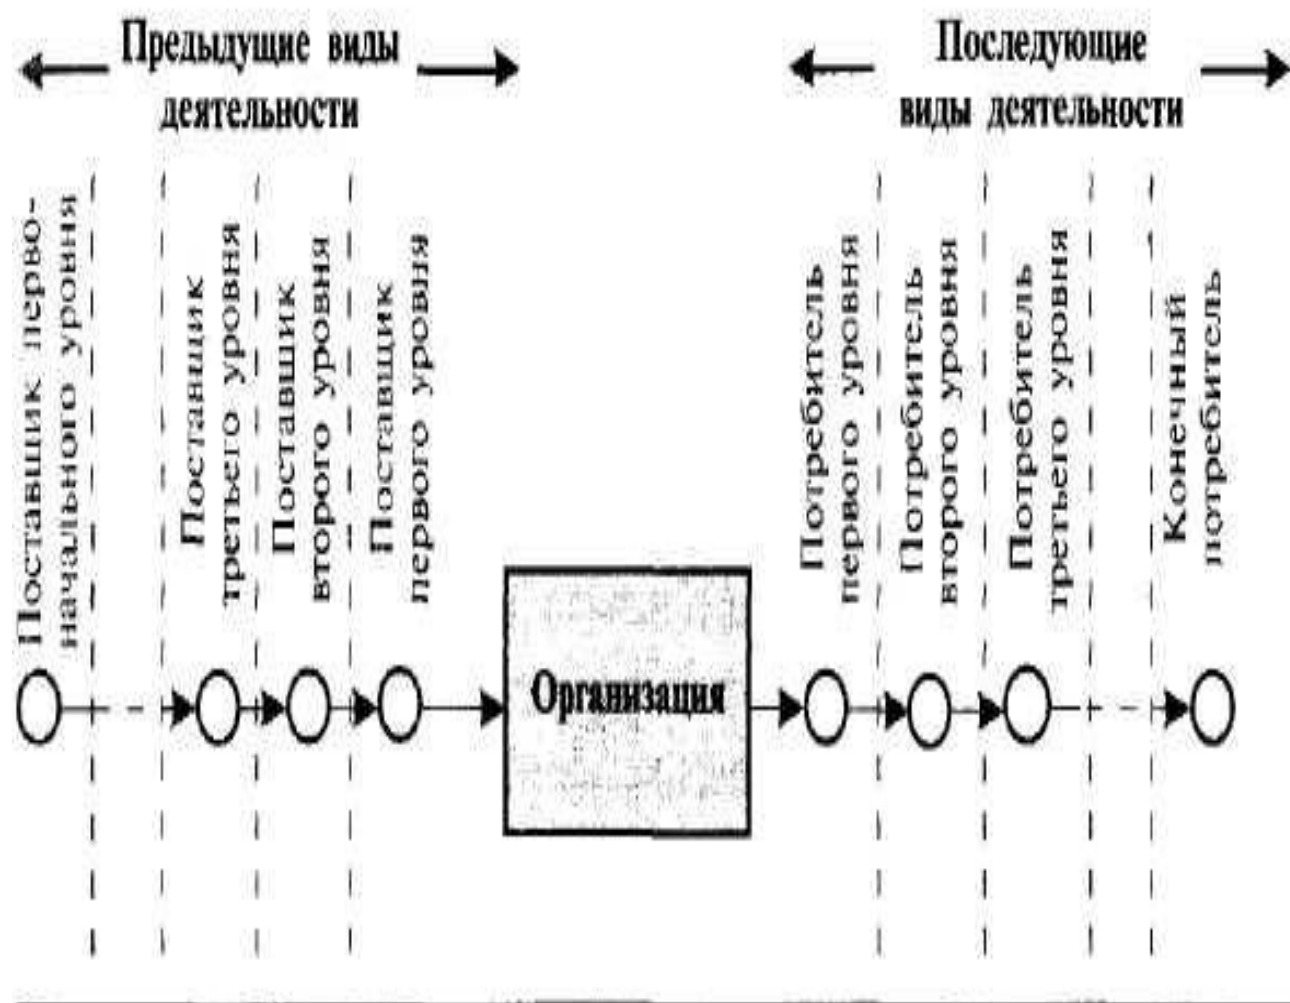 Предыдущие виды
деятельности
Последующие
виды деятельности
Поставщик перво-
начального уровня
Поставщик
третьего уровня
Поставщик
второго уровня
Поставщик
первого уровня
Организация
Потребитель
первого уровня
Потребитель
второго уровня
Потребитель
третьего уровня
Конечный
потребитель